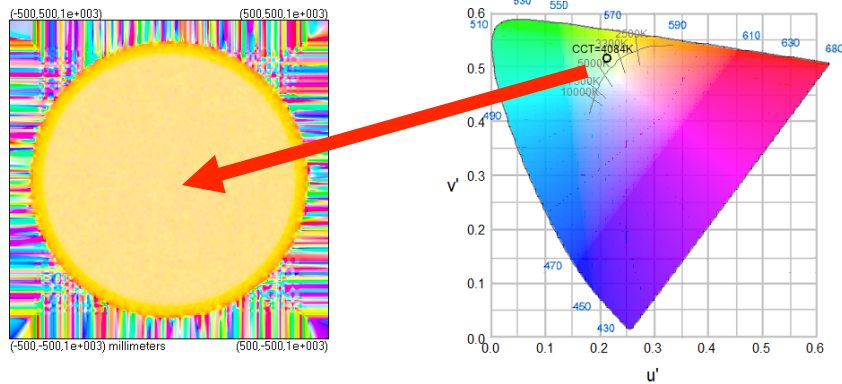 (-500,500,1e+003) (500,500,1e+003)
(-500,-500,1e+003) millimeters (500,-500,1e+003)
0.6
0.5
0.4
0.3
0.2
0.1
0.0
v'
0.0 0.1 0.2 0.3 0.4 0.5 0.6
u'
510 530 550 570 590 610 630 680
490
470
450
430
2500K
3200K
CCT=4084K
5000K
10000K